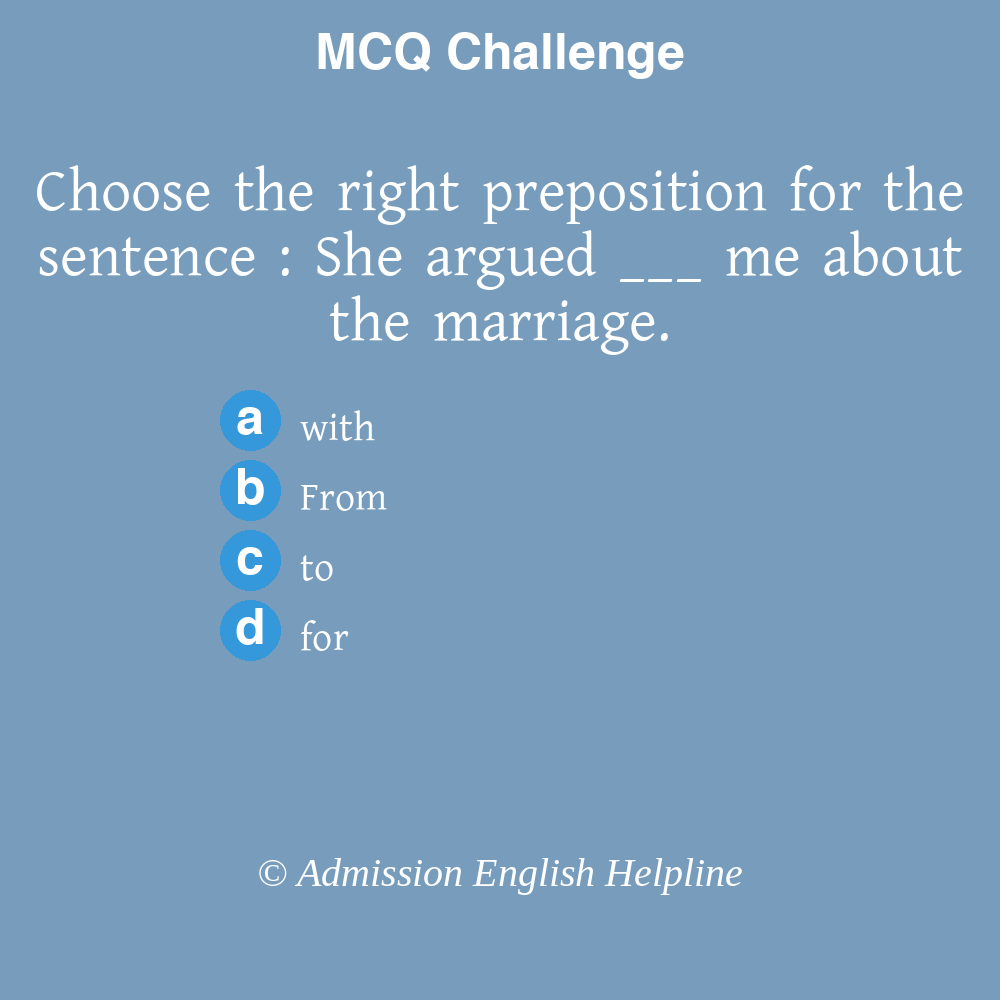 MCQ Challenge
Choose the right preposition for the
sentence : She argued ___ me about
the marriage.
a with
b From
c to
d for
© Admission English Helpline